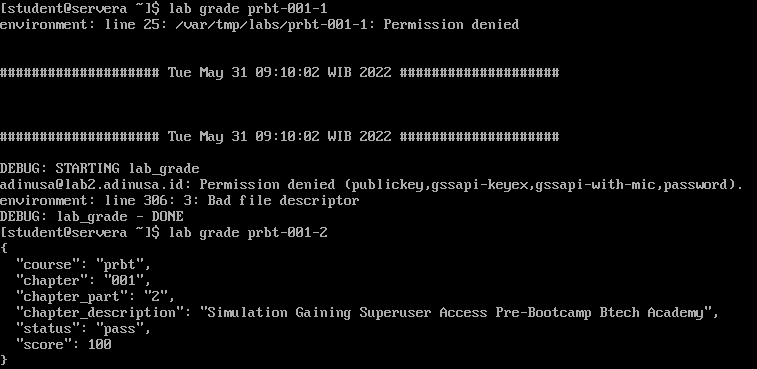 [student@servera ~]$ lab grade prbt-001-1
environment: line 25: /var/tmp/labs/prbt-001-1: Permission denied
#################### Tue May 31 09:10:02 WIB 2022 ####################
#################### Tue May 31 09:10:02 WIB 2022 ####################
DEBUG: STARTING lab_grade
adinusa@lab2.adinusa.id: Permission denied (publickey,gssapi-keyex,gssapi-with-mic,password).
environment: line 306: 3: Bad file descriptor
DEBUG: lab_grade - DONE
[student@servera ~]$ lab grade prbt-001-2
{
  "course": "prbt",
  "chapter": "001",
  "chapter_part": "2",
  "chapter_description": "Simulation Gaining Superuser Access Pre-Bootcamp Btech Academy",
  "status": "pass",
  "score": 100
}